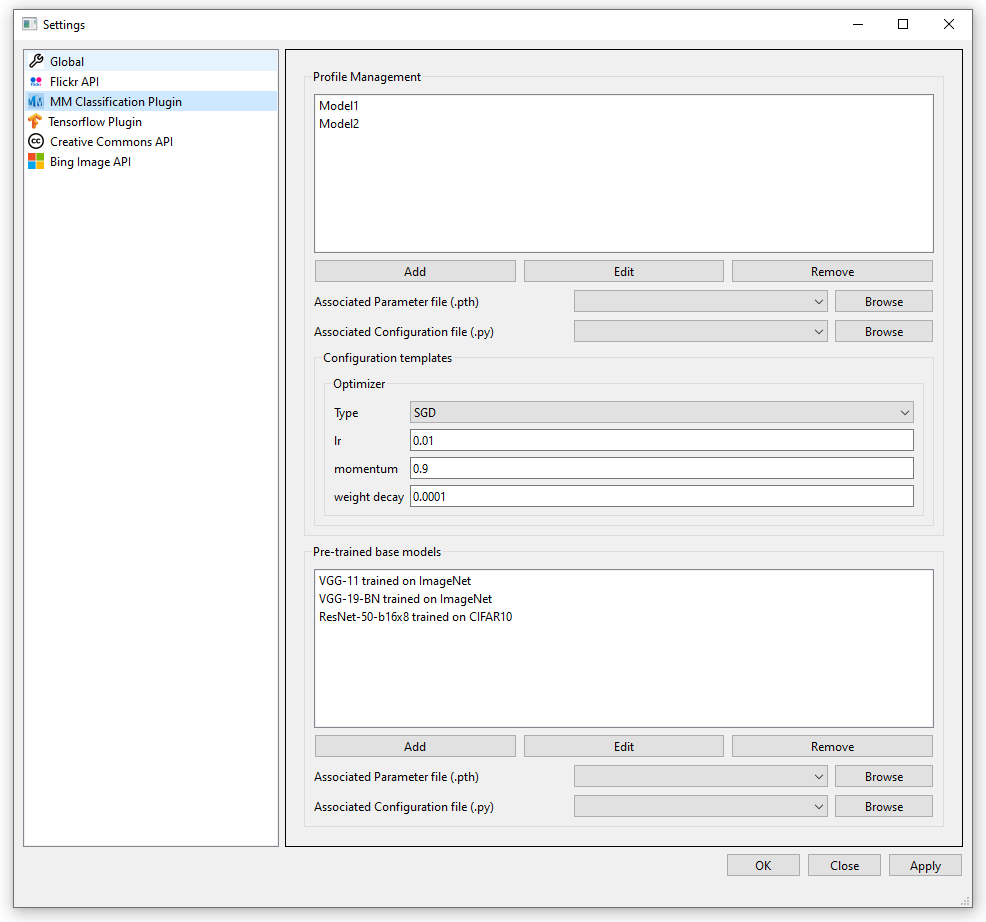 Settings
Global
Flickr API
MM Classification Plugin
Tensorflow Plugin
Creative Commons API
Bing Image API
Profile Management
Model1
Model2
Add Edit Remove
Associated Parameter file (.pth) Browse
Associated Configuration file (.py) Browse
Configuration templates
Optimizer
Type SGD
lr 0.01
momentum 0.9
weight decay 0.0001
Pre-trained base models
VGG-11 trained on ImageNet
VGG-19-BN trained on ImageNet
ResNet-50-b16x8 trained on CIFAR10
Add Edit Remove
Associated Parameter file (.pth) Browse
Associated Configuration file (.py) Browse
OK Close Apply